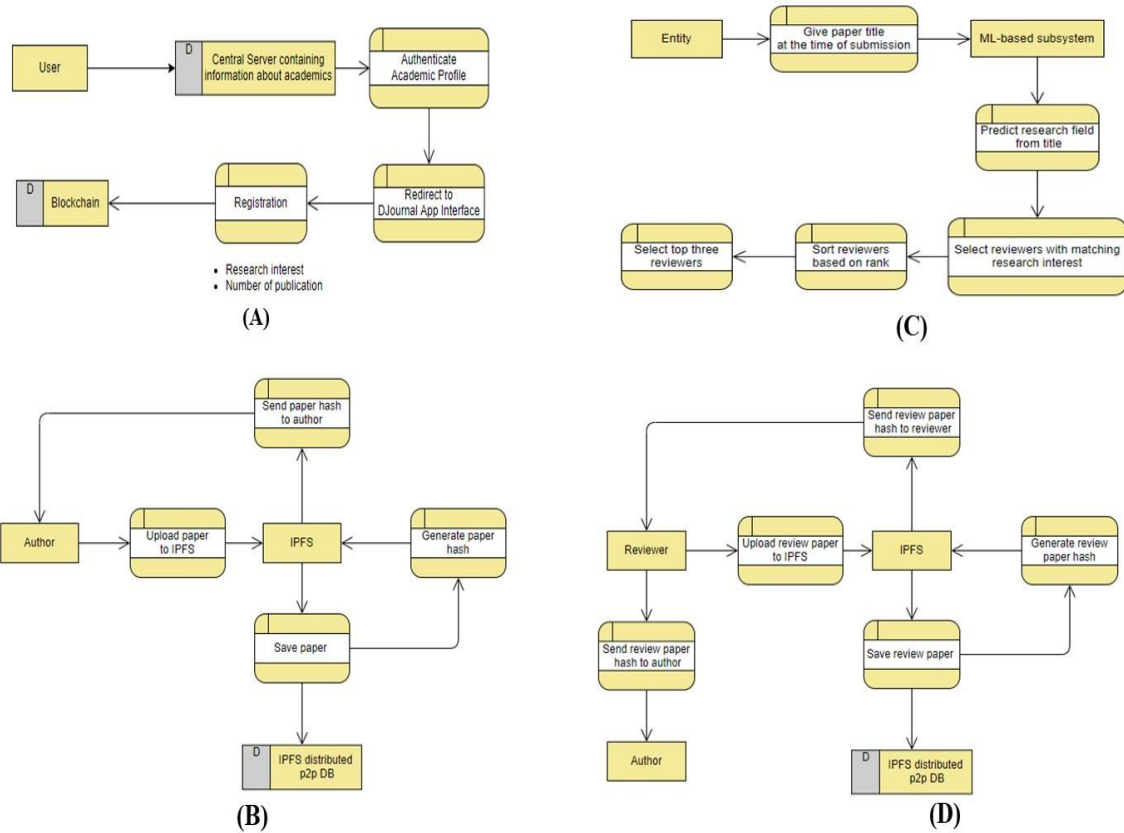 D
User
Central Server containing
information about academics
Authenticate
Academic Profile
D
Blockchain
Registration
Redirect to
DJournal App Interface
• Research interest
• Number of publication
(A)
Entity
Give paper title
at the time of submission
ML-based subsystem
Predict research field
from title
Select top three
reviewers
Sort reviewers
based on rank
Select reviewers with matching
research interest
(C)
Send paper hash
to author
Author
Upload paper
to IPFS
IPFS
Generate paper
hash
Save paper
D
IPFS distributed
p2p DB
(B)
Send review paper
hash to reviewer
Reviewer
Upload review paper
to IPFS
IPFS
Generate review
paper hash
Send review paper
hash to author
Save review paper
Author
D
IPFS distributed
p2p DB
(D)